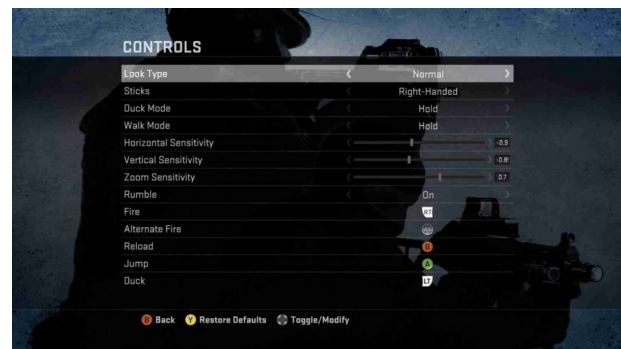 CONTROLS
Look Type Normal
Sticks Right-Handed
Duck Mode Hold
Walk Mode Hold
Horizontal Sensitivity
Vertical Sensitivity
Zoom Sensitivity 0.7
Rumble On
Fire RT
Alternate Fire
Reload B
Jump A
Duck LT
B Back Y Restore Defaults Toggle/Modify